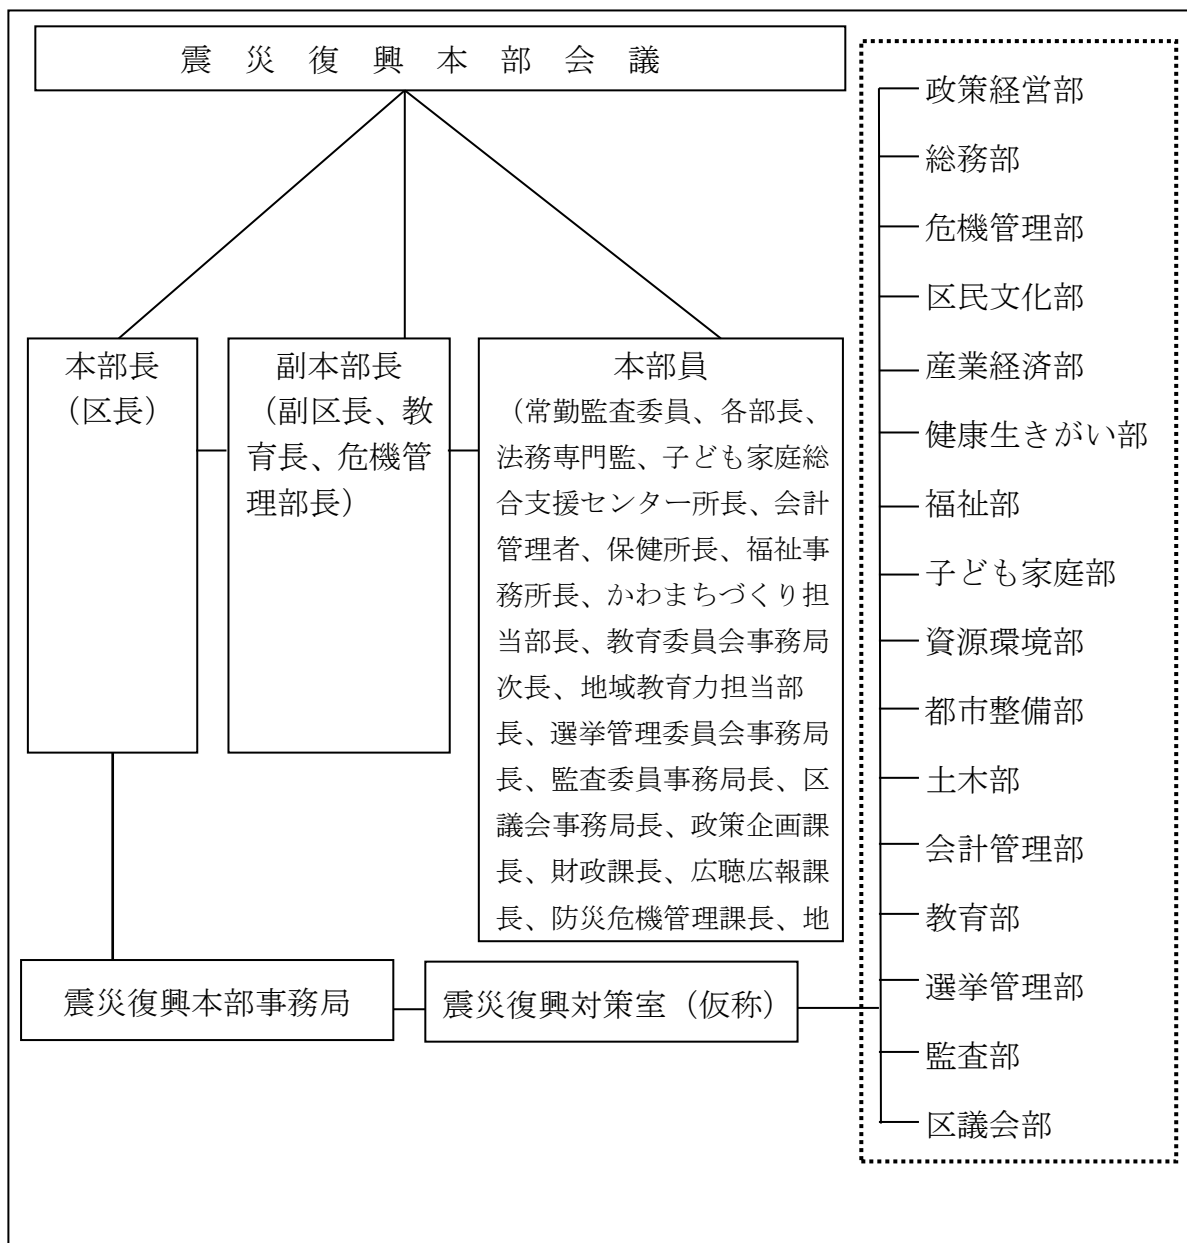 震災復興本部会議
本部長
（区長）
副本部長
（副区長、教
育長、危機管
理部長）
本部員
（常勤監査委員、各部長、
法務専門監、子ども家庭総
合支援センター所長、会計
管理者、保健所長、福祉事
務所長、かわまちづくり担
当部長、教育委員会事務局
次長、地域教育力担当部
長、選挙管理委員会事務局
長、監査委員事務局長、区
議会事務局長、政策企画課
長、財政課長、広聴広報課
長、防災危機管理課長、地
震災復興本部事務局
震災復興対策室（仮称）
政策経営部
総務部
危機管理部
区民文化部
産業経済部
健康生きがい部
福祉部
子ども家庭部
資源環境部
都市整備部
土木部
会計管理部
教育部
選挙管理部
監査部
区議会部